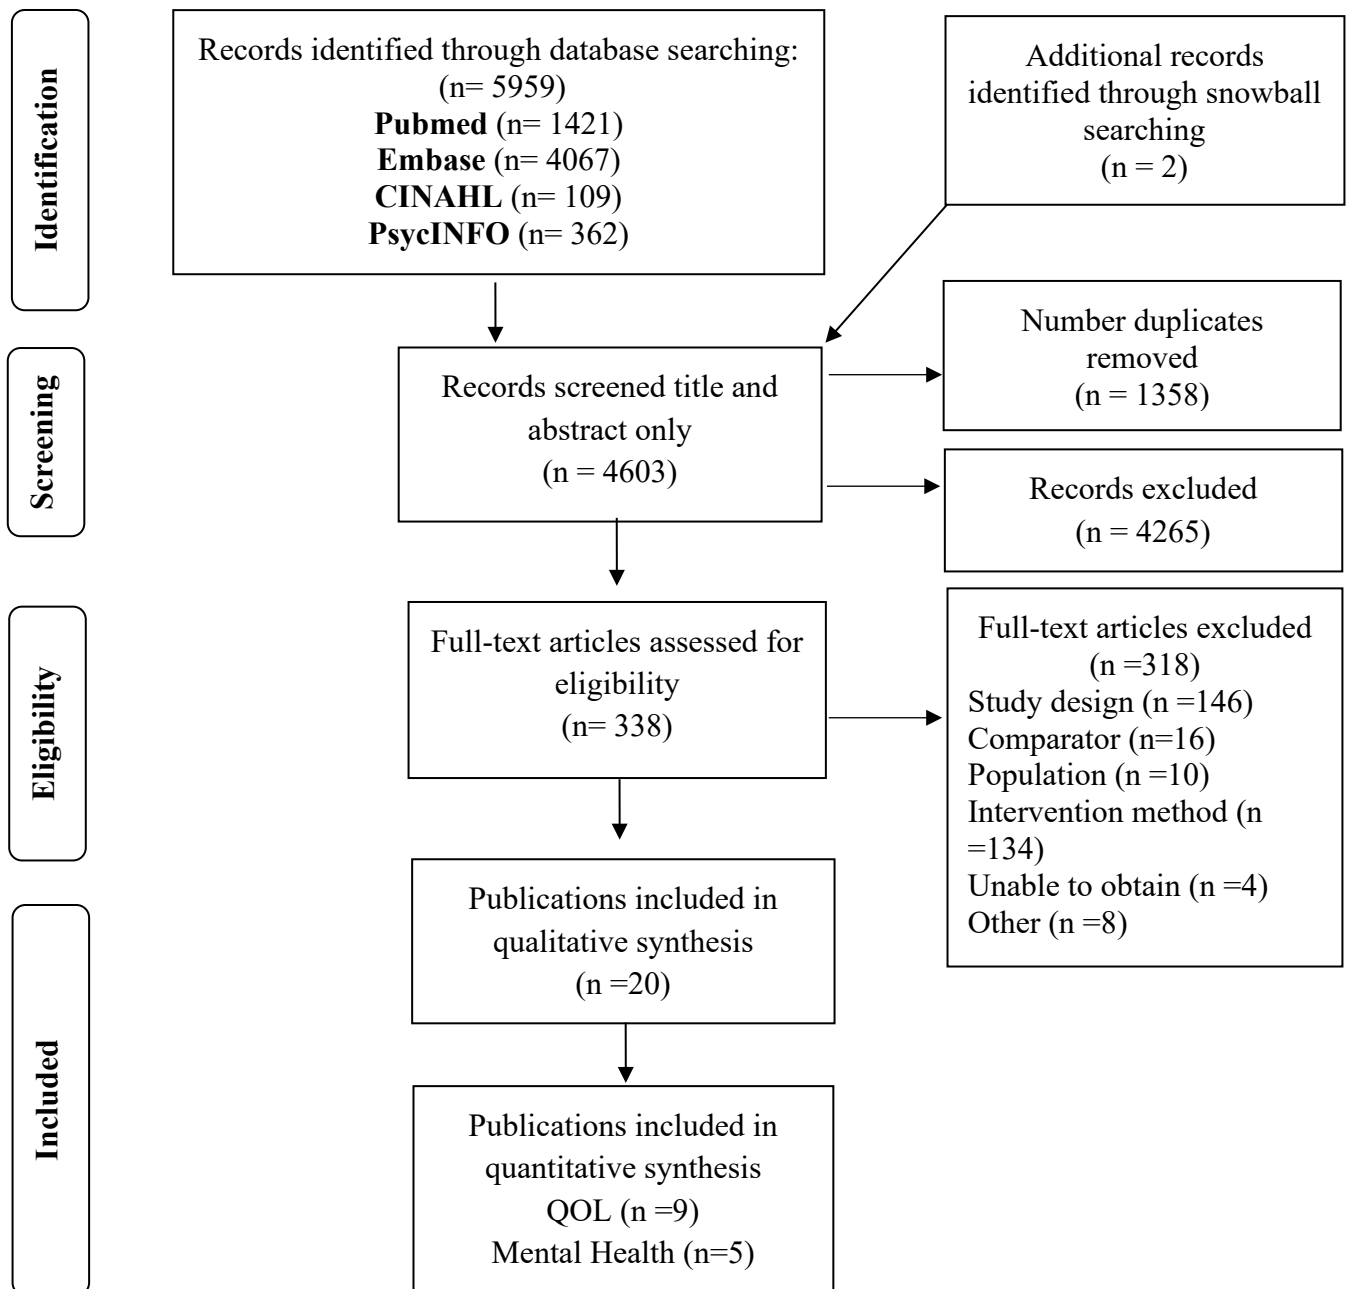 Identification
Records identified through database searching:
(n= 5959)
Pubmed (n= 1421)
Embase (n= 4067)
CINAHL (n= 109)
PsycINFO (n= 362)
Additional records
identified through snowball
searching
(n = 2)
Number duplicates
removed
(n = 1358)
Screening
Records screened title and
abstract only
(n = 4603)
Records excluded
(n = 4265)
Eligibility
Full-text articles assessed for
eligibility
(n= 338)
Full-text articles excluded
(n =318)
Study design (n =146)
Comparator (n=16)
Population (n =10)
Intervention method (n
=134)
Unable to obtain (n =4)
Other (n =8)
Included
Publications included in
qualitative synthesis
(n =20)
Publications included in
quantitative synthesis
QOL (n =9)
Mental Health (n=5)